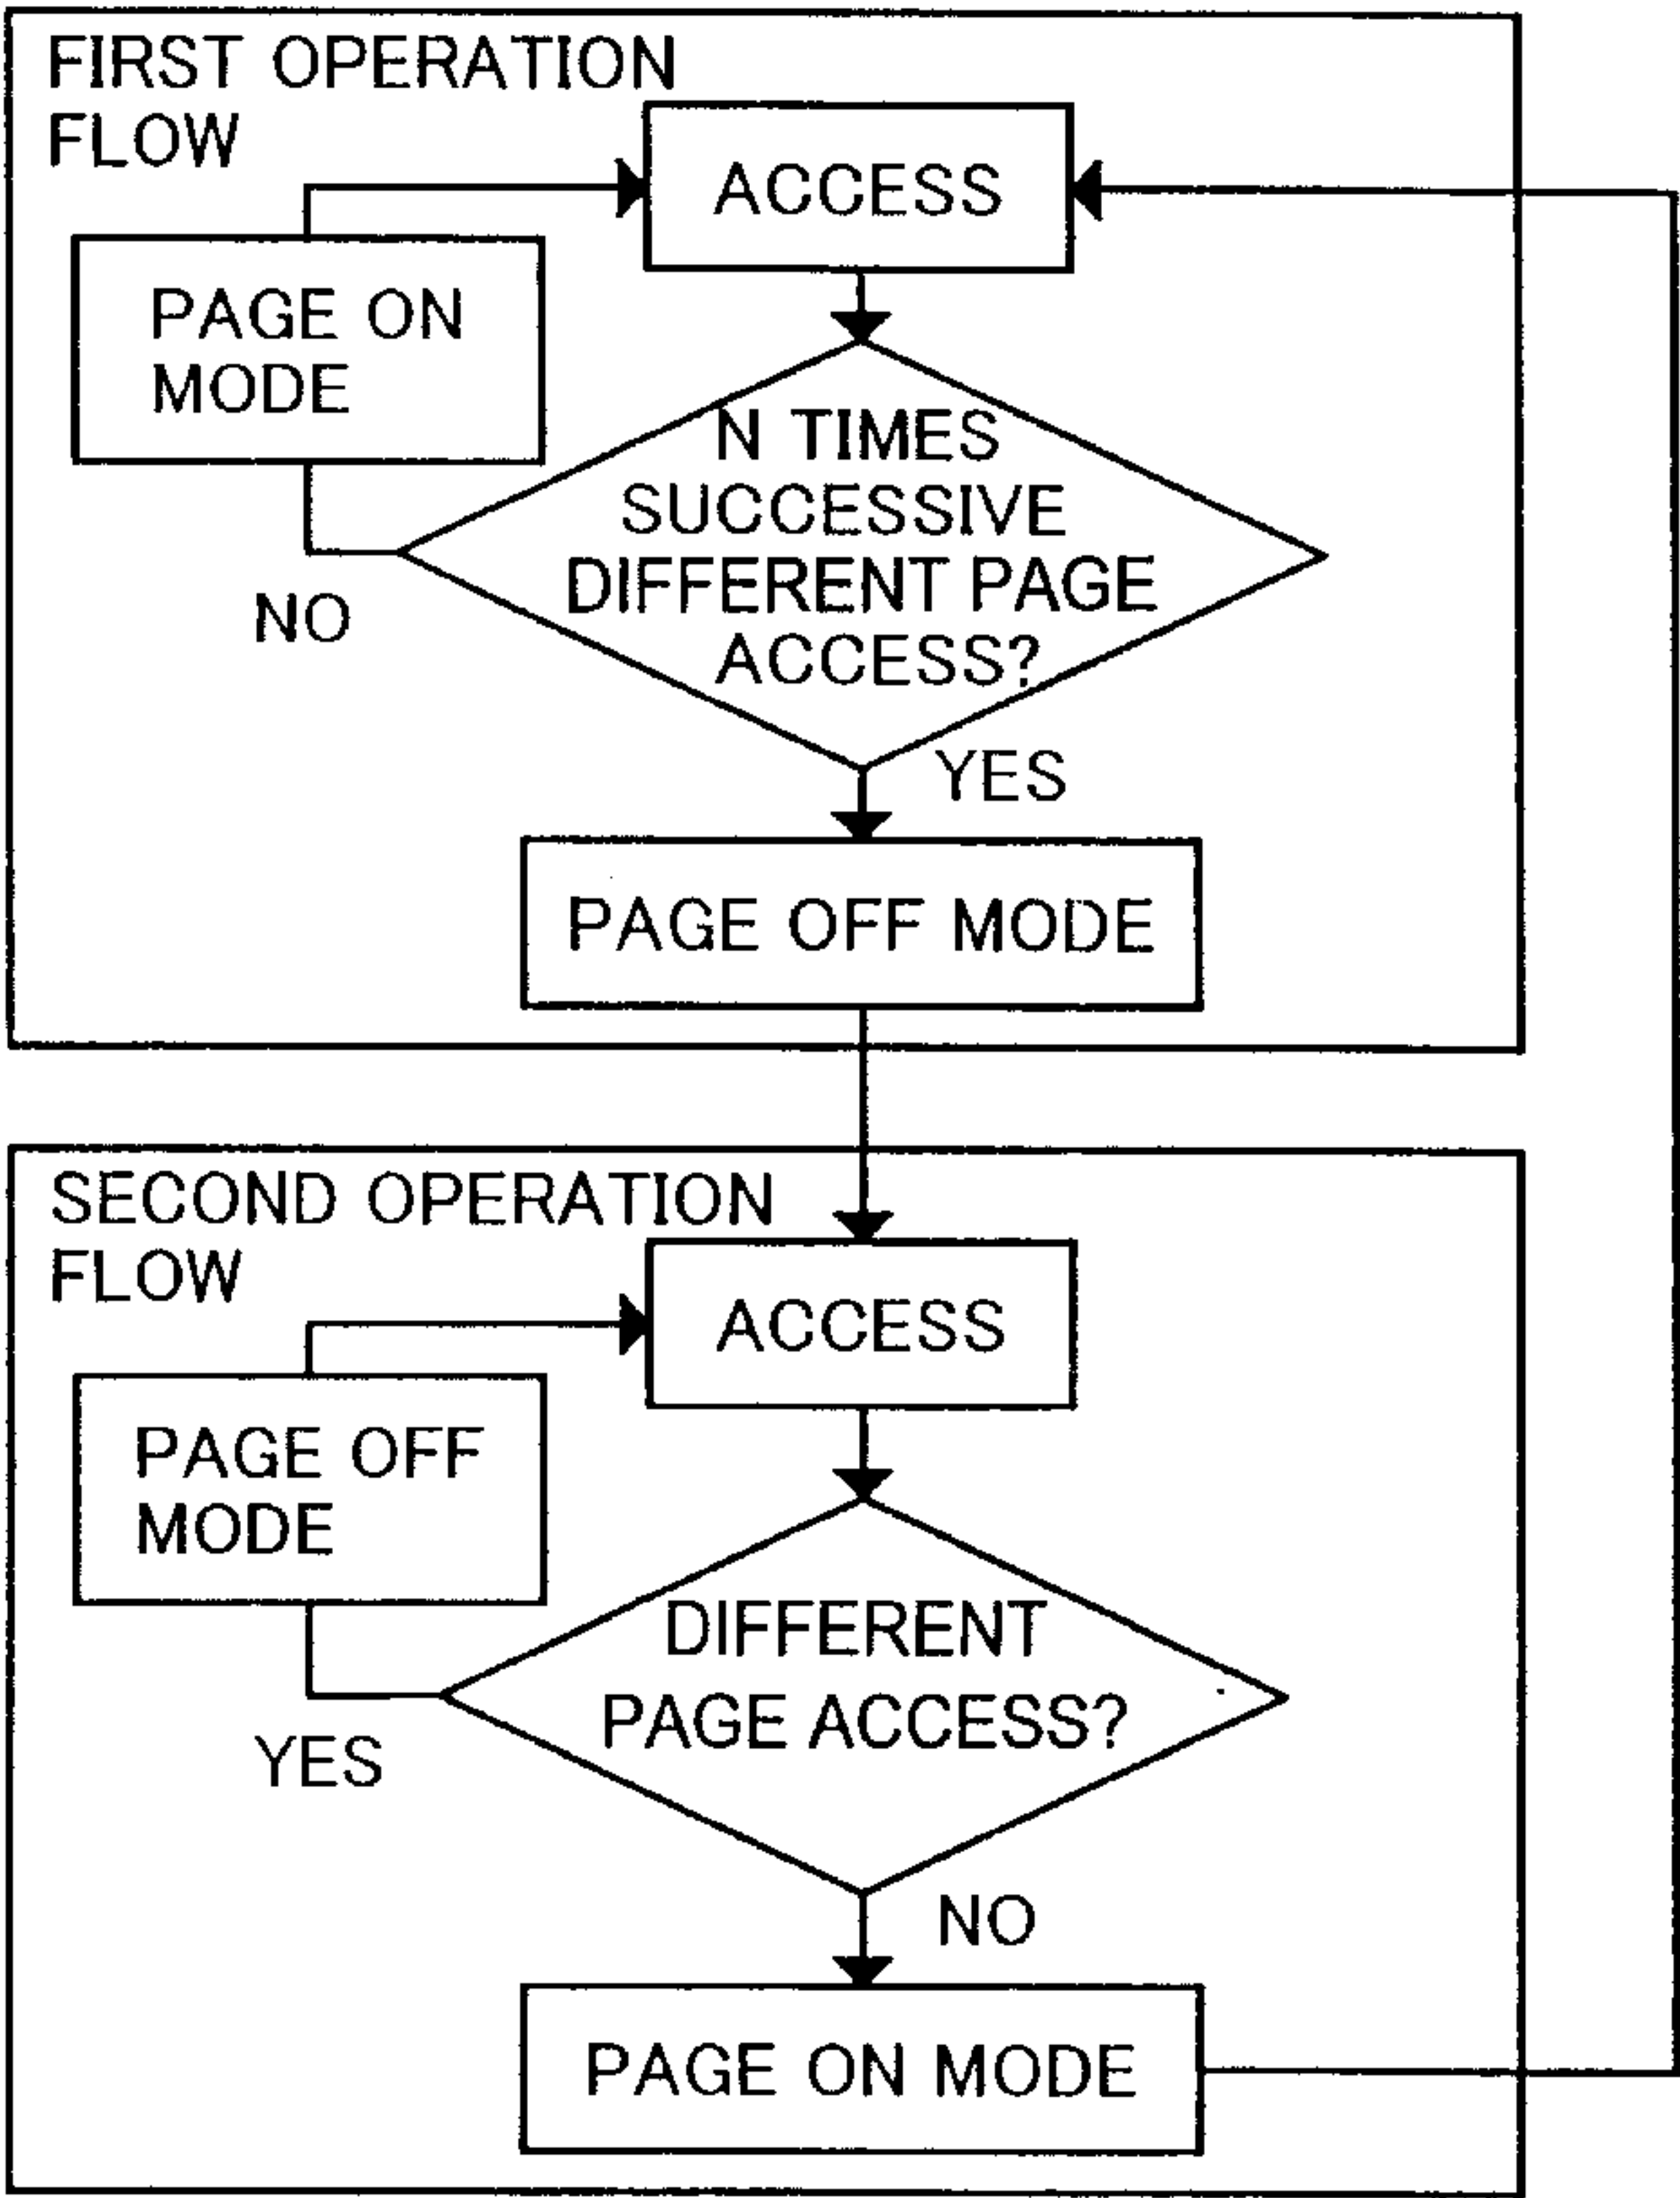 FIRST OPERATION
FLOW
ACCESS
PAGE ON
MODE
N TIMES
SUCCESSIVE
DIFFERENT PAGE
ACCESS?
NO
YES
PAGE OFF MODE
SECOND OPERATION
FLOW
ACCESS
PAGE OFF
MODE
DIFFERENT
PAGE ACCESS?
YES
NO
PAGE ON MODE